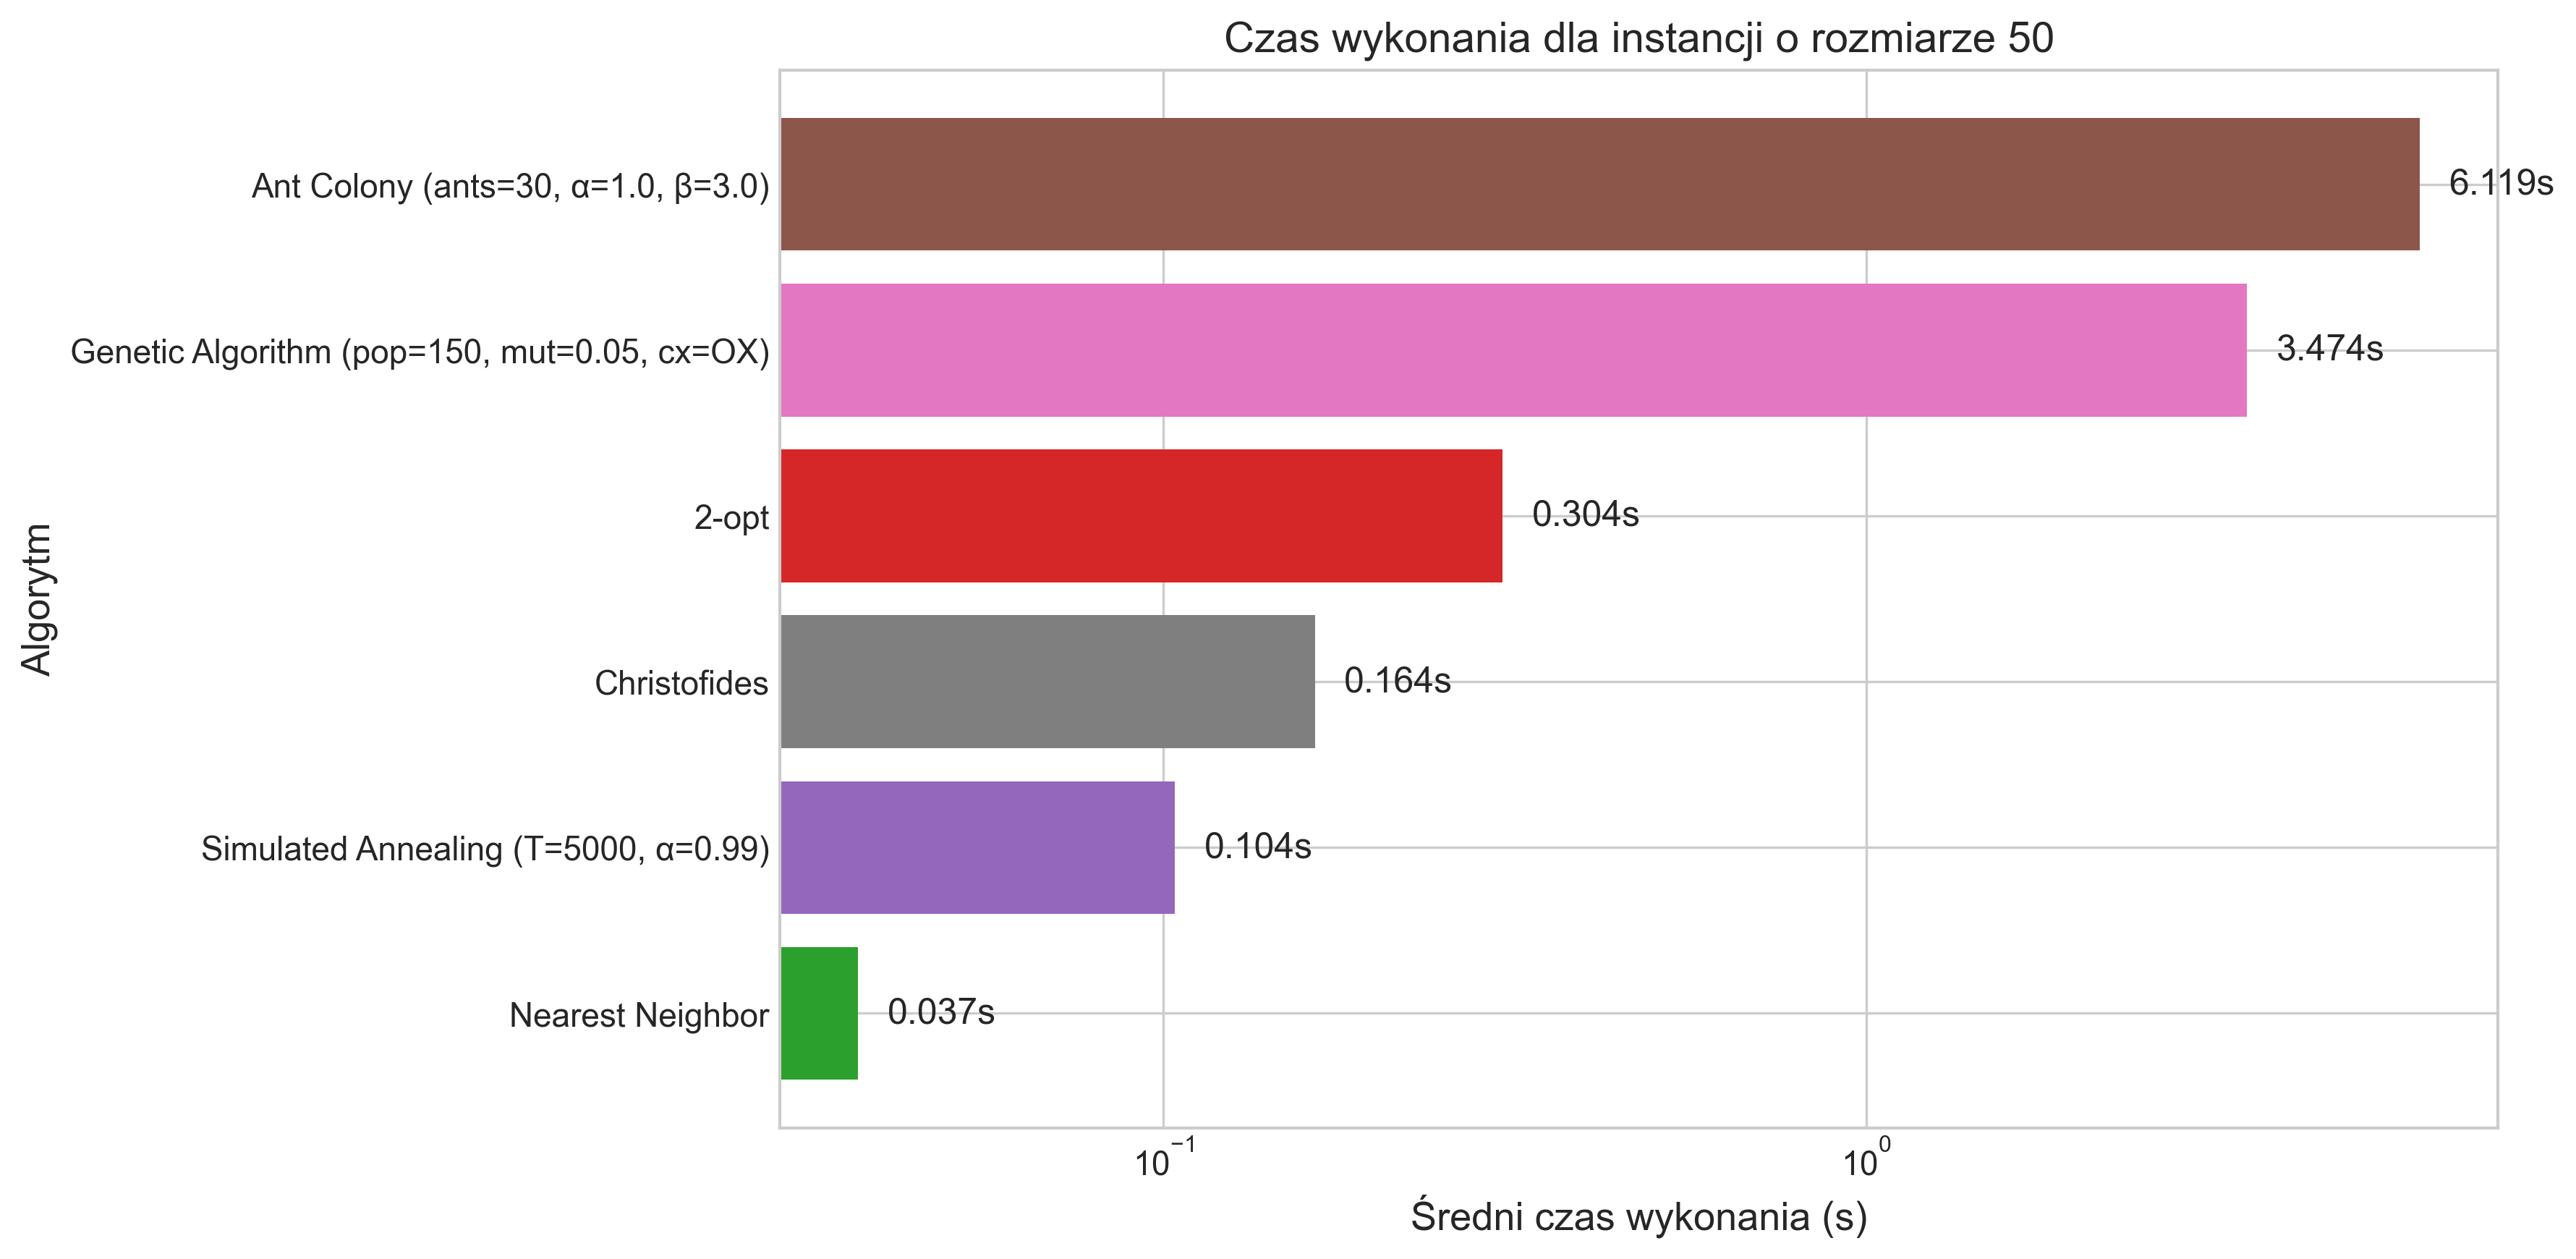 Czas wykonania dla instancji o rozmiarze 50
Algorytm
Ant Colony (ants=30, α=1.0, β=3.0)
6.119s
Genetic Algorithm (pop=150, mut=0.05, cx=OX)
3.474s
2-opt
0.304s
Christofides
0.164s
Simulated Annealing (T=5000, α=0.99)
0.104s
Nearest Neighbor
0.037s
10⁻¹ 10⁰
Średni czas wykonania (s)